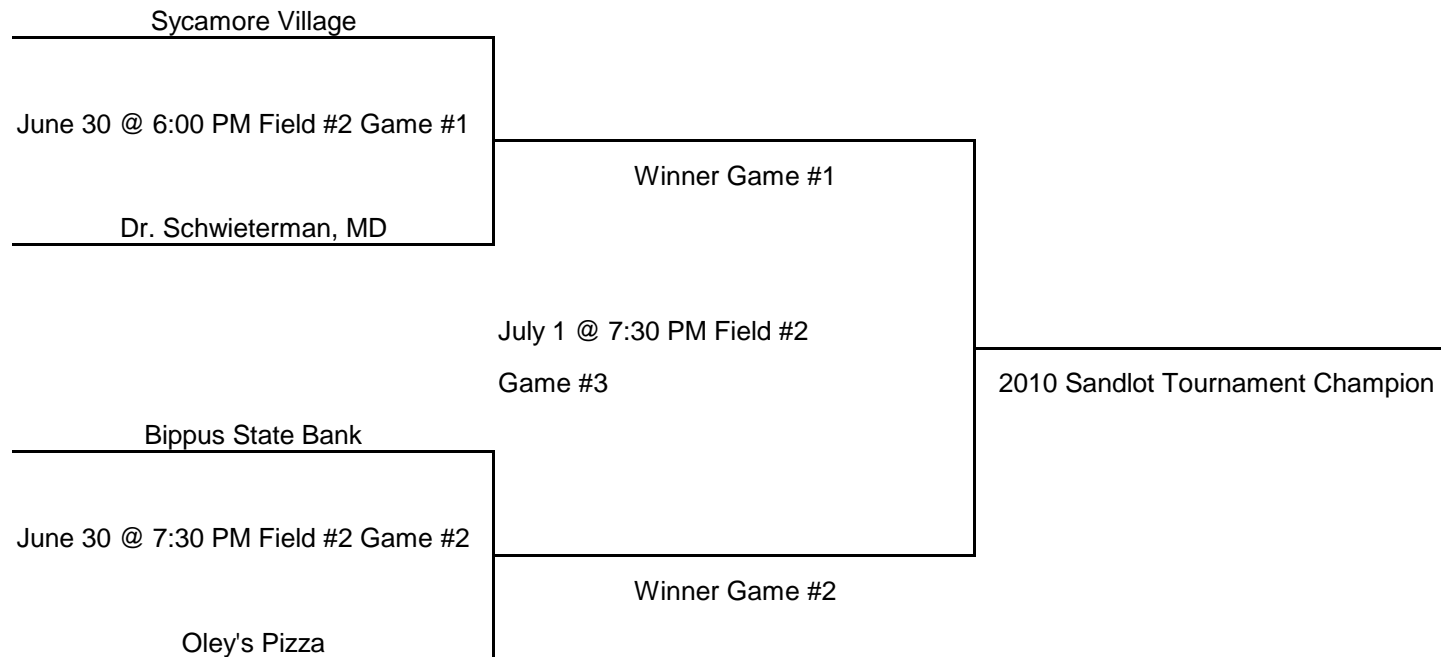 Sycamore Village
June 30 @ 6:00 PM Field #2 Game #1
Winner Game #1
Dr. Schwieterman, MD
July 1 @ 7:30 PM Field #2
Game #3
2010 Sandlot Tournament Champion
Bippus State Bank
June 30 @ 7:30 PM Field #2 Game #2
Winner Game #2
Oley's Pizza